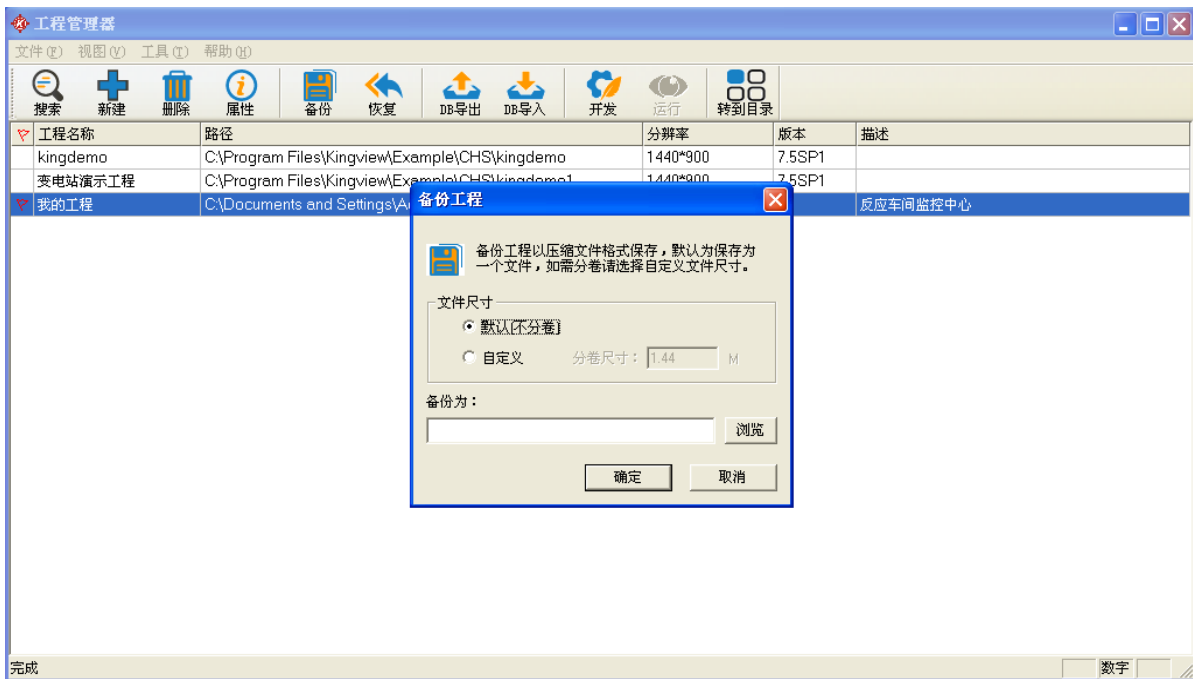 工程管理器
文件(F) 视图(V) 工具(T) 帮助(H)
搜索 新建 删除 属性 备份 恢复 DB导出 DB导入 开发 运行 转到目录
工程名称 路径 分辨率 版本 描述
kingdemo C:\Program Files\Kingview\Example\CHS\kingdemo 1440*900 7.5SP1
变电站演示工程 C:\Program Files\Kingview\Example\CHS\kingdemo1 1440*900 7.5SP1
我的工程 C:\Documents and Settings\A 反应车间监控中心
备份工程
备份工程以压缩文件格式保存，默认为保存为
一个文件，如需分卷请选择自定义文件尺寸。
文件尺寸
默认[不分卷]
自定义 分卷尺寸： 1.44 M
备份为：
浏览
确定 取消
完成 数字